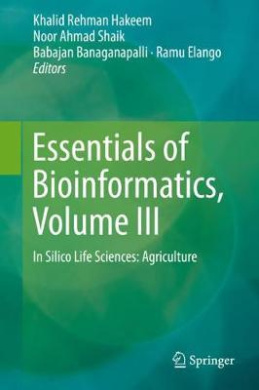 Khalid Rehman Hakeem
Noor Ahmad Shaik
Babajan Banaganapalli · Ramu Elango
Editors
Essentials of
Bioinformatics,
Volume III
In Silico Life Sciences: Agriculture
Springer